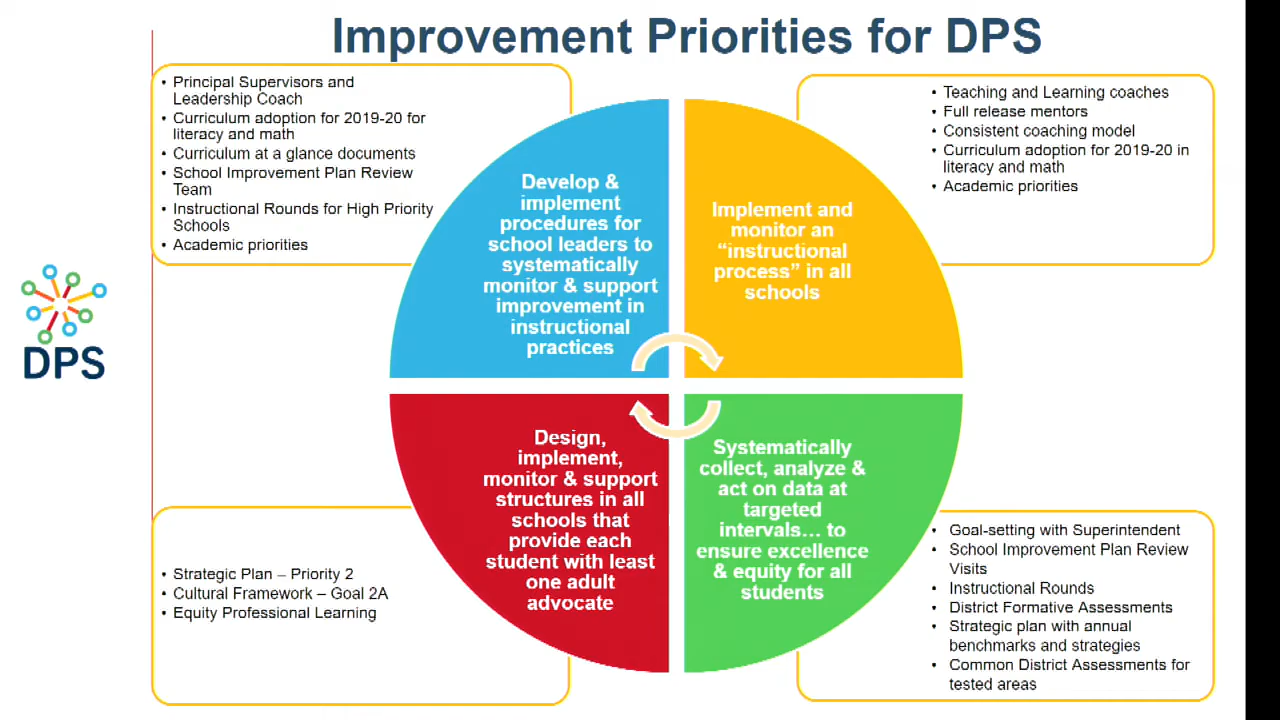 Improvement Priorities for DPS
• Principal Supervisors and
Leadership Coach
• Curriculum adoption for 2019-20 for
literacy and math
• Curriculum at a glance documents
• School Improvement Plan Review
Team
• Instructional Rounds for High Priority
Schools
• Academic priorities
Develop &
implement
procedures for
school leaders to
systematically
monitor & support
improvement in
instructional
practices
Implement and
monitor an
“instructional
process” in all
schools
• Teaching and Learning coaches
• Full release mentors
• Consistent coaching model
• Curriculum adoption for 2019-20 in
literacy and math
• Academic priorities
DPS
• Strategic Plan – Priority 2
• Cultural Framework – Goal 2A
• Equity Professional Learning
Design,
implement,
monitor & support
structures in all
schools that
provide each
student with least
one adult
advocate
Systematically
collect, analyze &
act on data at
targeted
intervals… to
ensure excellence
& equity for all
students
• Goal-setting with Superintendent
• School Improvement Plan Review
Visits
• Instructional Rounds
• District Formative Assessments
• Strategic plan with annual
benchmarks and strategies
• Common District Assessments for
tested areas